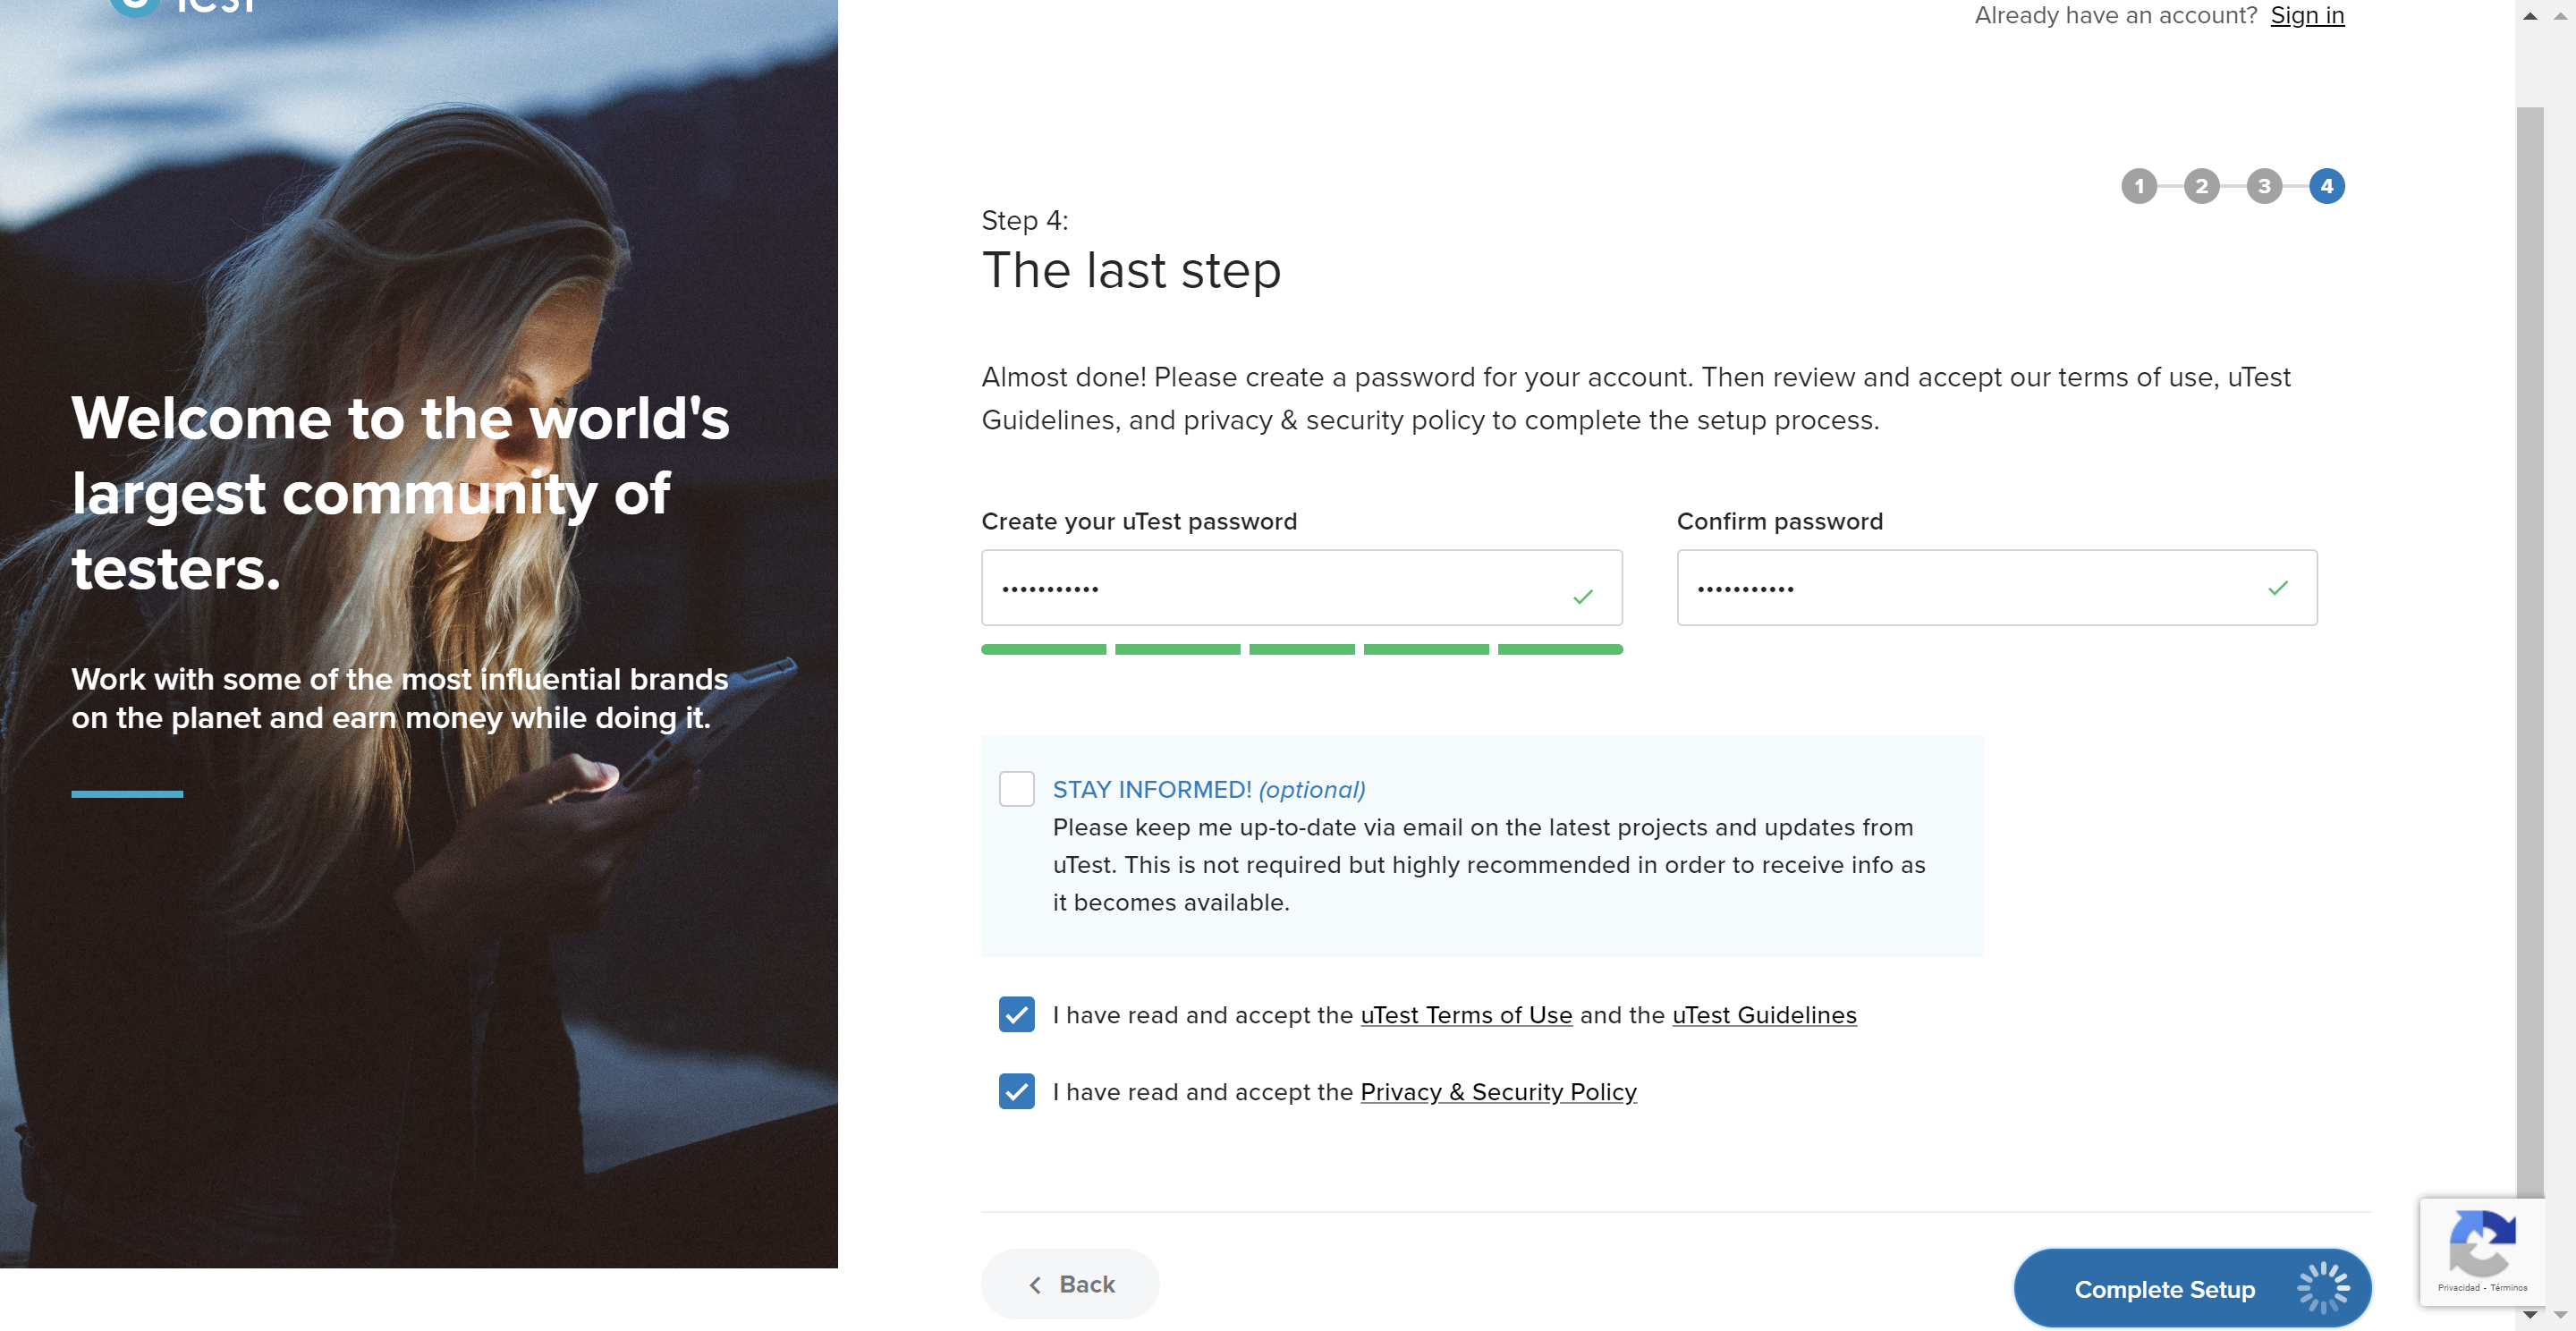 Already have an account? Sign in
1 2 3 4
Step 4:
The last step
Almost done! Please create a password for your account. Then review and accept our terms of use, uTest
Guidelines, and privacy & security policy to complete the setup process.
Welcome to the world's
largest community of
testers.
Work with some of the most influential brands
on the planet and earn money while doing it.
Create your uTest password
Confirm password
•••••••••••
•••••••••••
STAY INFORMED! (optional)
Please keep me up-to-date via email on the latest projects and updates from
uTest. This is not required but highly recommended in order to receive info as
it becomes available.
I have read and accept the uTest Terms of Use and the uTest Guidelines
I have read and accept the Privacy & Security Policy
Back
Complete Setup
Privacidad - Términos